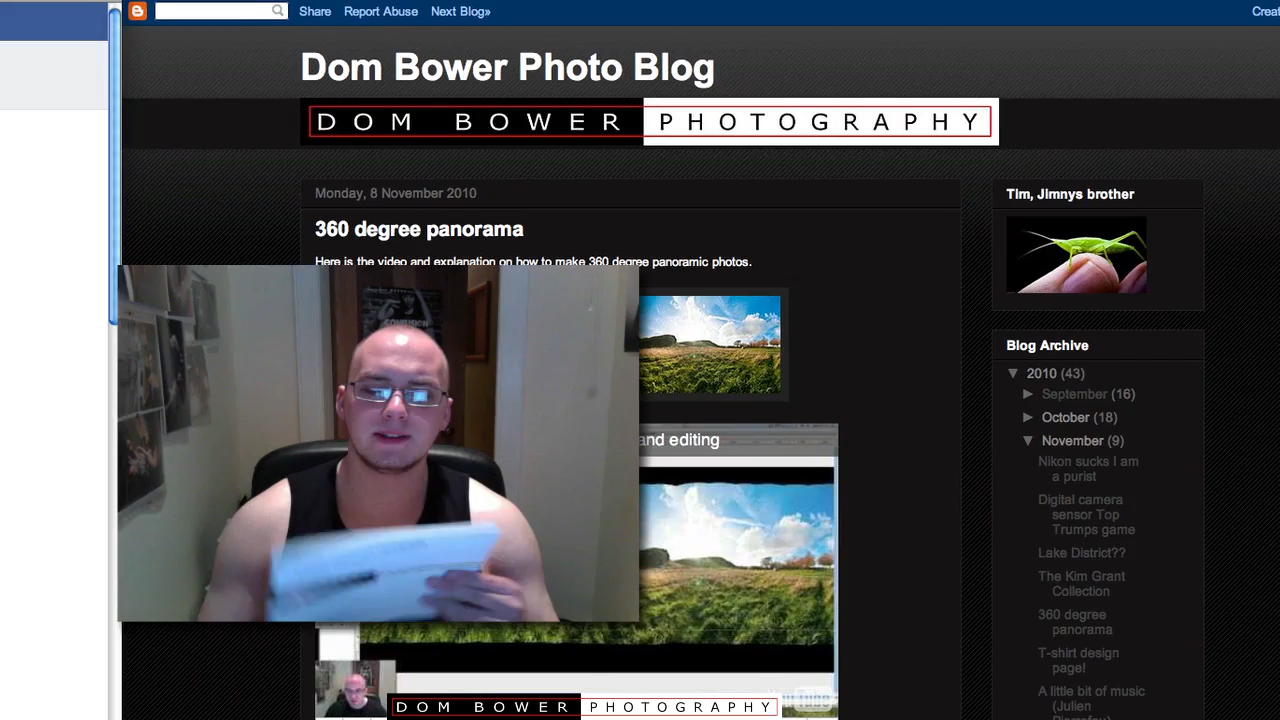 Share Report Abuse Next Blog»
Dom Bower Photo Blog
DOM BOWER PHOTOGRAPHY
Monday, 8 November 2010
360 degree panorama
Here is the video and explanation on how to make 360 degree panoramic photos.
and editing
Tim, Jimnys brother
Blog Archive
▼ 2010 (43)
► September (16)
► October (18)
▼ November (9)
Nikon sucks I am
a purist
Digital camera
sensor Top
Trumps game
Lake District??
The Kim Grant
Collection
360 degree
panorama
T-shirt design
page!
A little bit of music
(Julien
DOM BOWER PHOTOGRAPHY